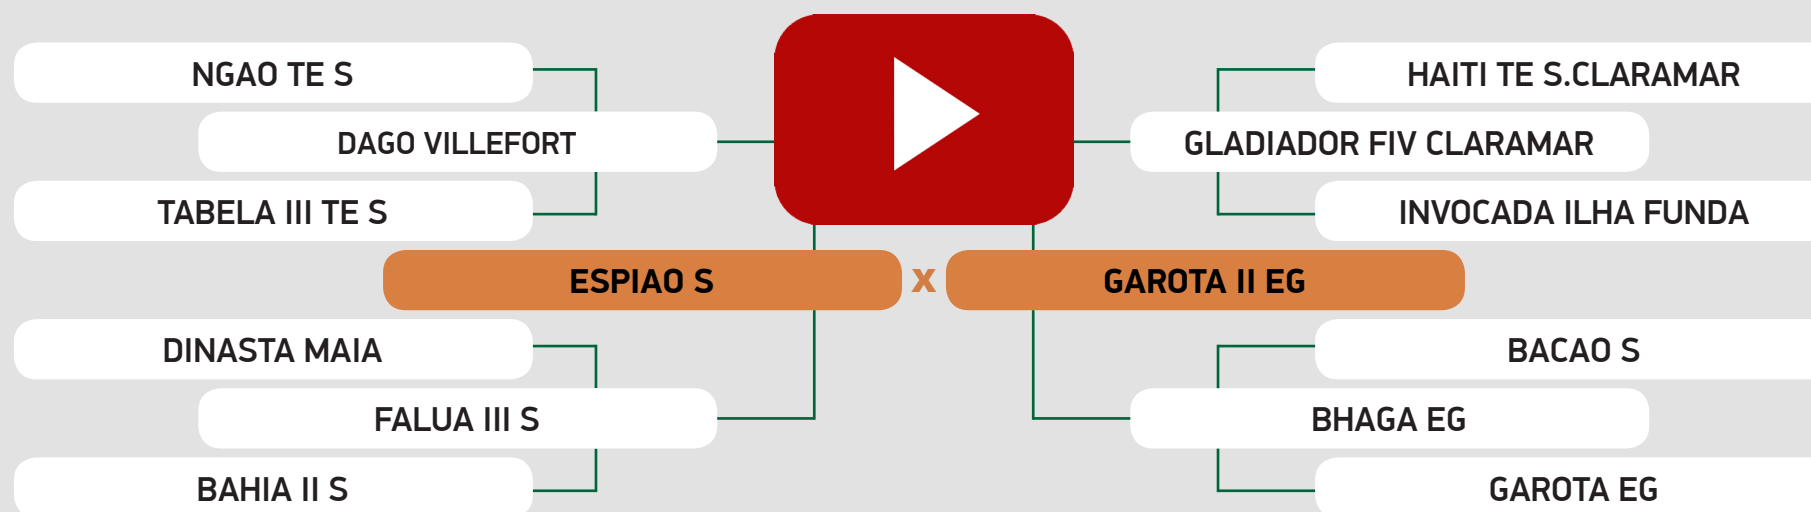 NGAO TE S
DAGO VILLEFORT
TABELA III TE S
HAITI TE S.CLARAMAR
GLADIADOR FIV CLARAMAR
INVOCADA ILHA FUNDA
ESPIAO S X GAROTA II EG
DINASTA MAIA
FALUA III S
BAHIA II S
BACAO S
BHAGA EG
GAROTA EG